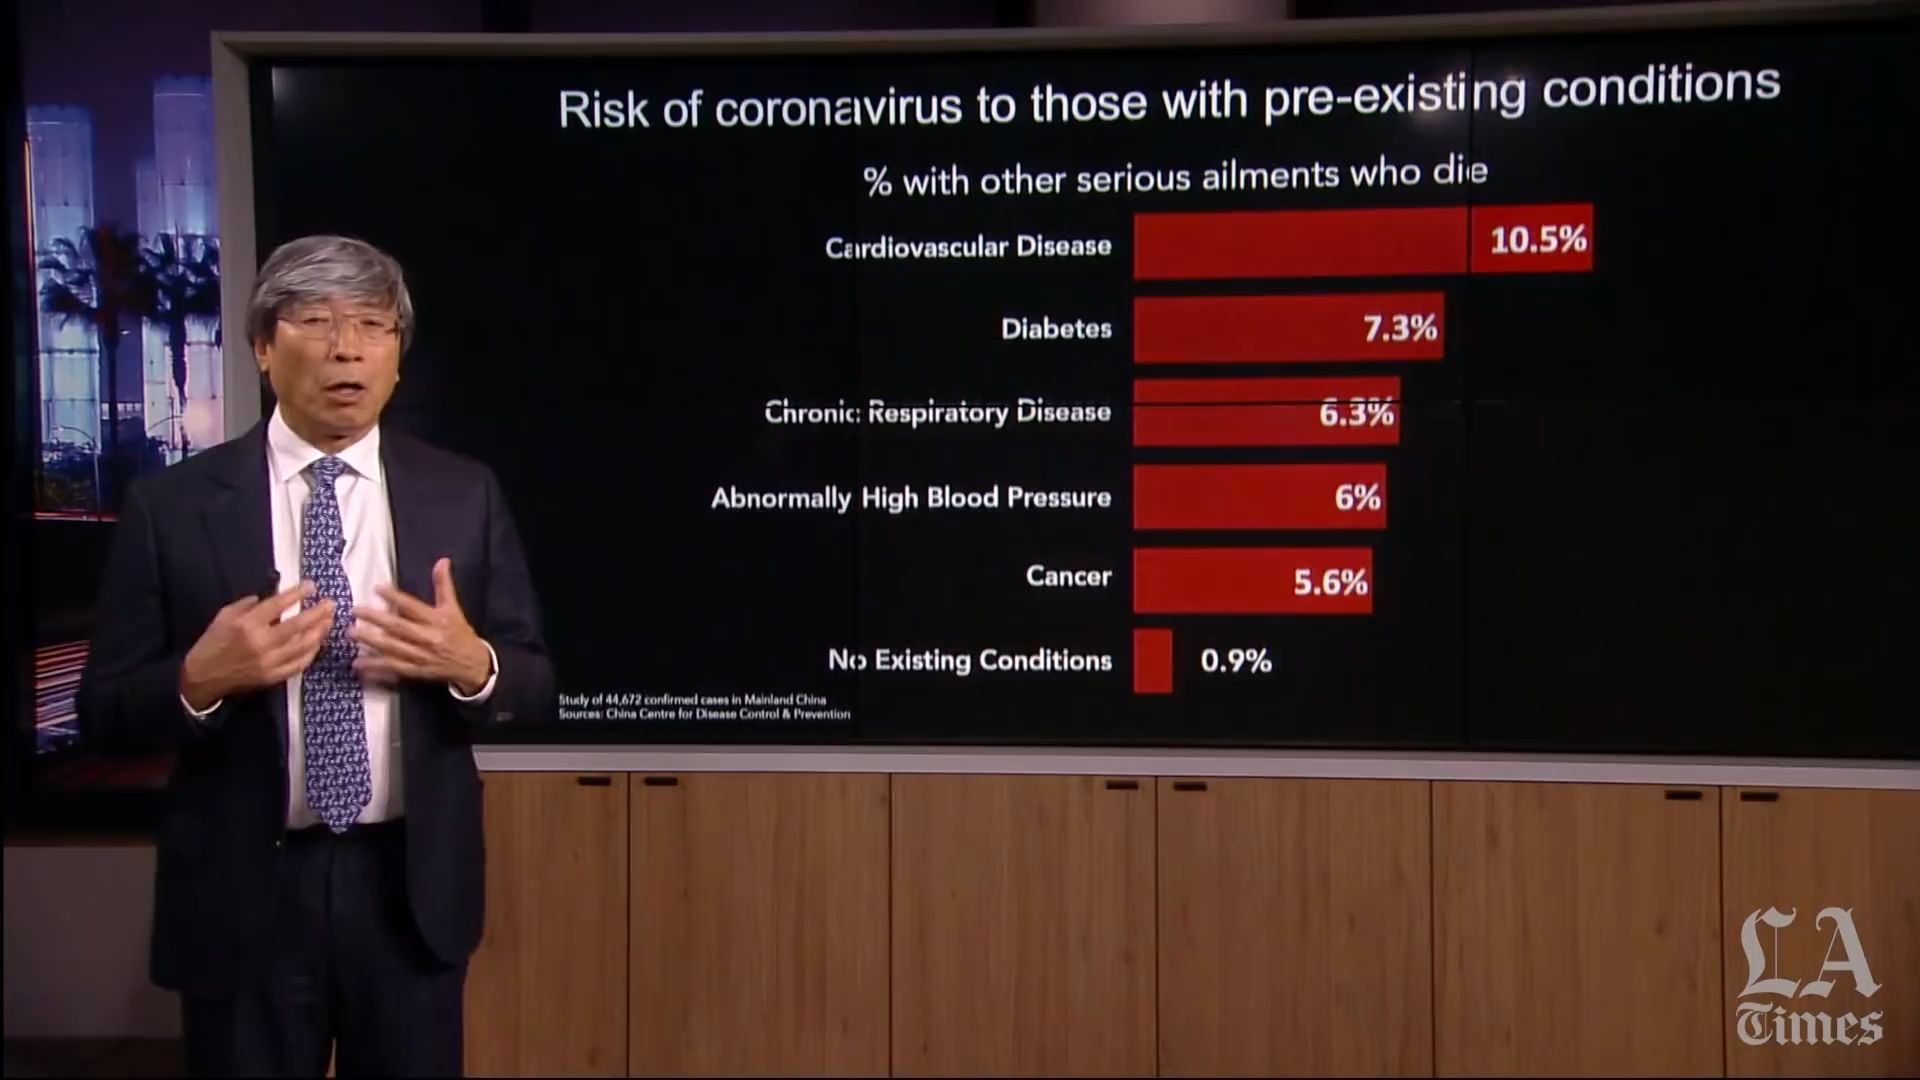 Risk of coronavirus to those with pre-existing conditions
% with other serious ailments who die
Cardiovascular Disease 10.5%
Diabetes 7.3%
Chronic Respiratory Disease 6.3%
Abnormally High Blood Pressure 6%
Cancer 5.6%
No Existing Conditions 0.9%
Study of 44,672 confirmed cases in Mainland China
Sources: China Centre for Disease Control & Prevention
LA
Times